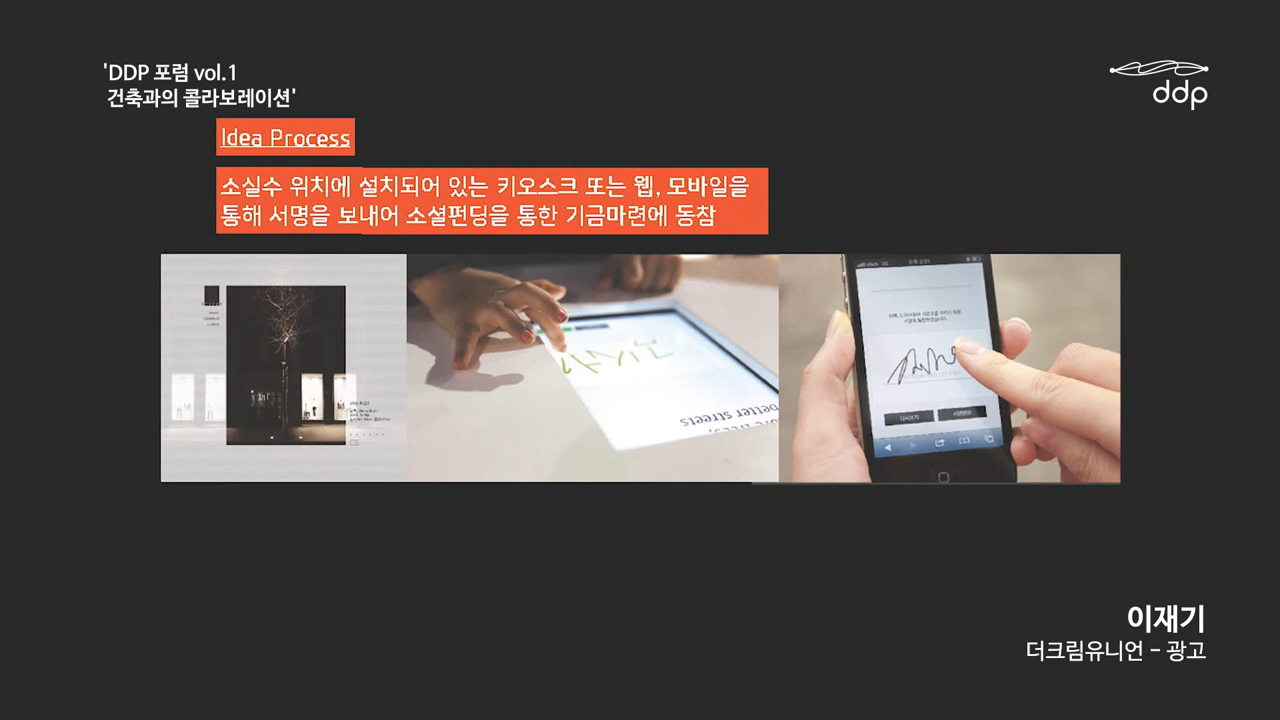 'DDP 포럼 vol.1
건축과의 콜라보레이션'
ddp
Idea Process
소실수 위치에 설치되어 있는 키오스크 또는 웹, 모바일을
통해 서명을 보내어 소셜펀딩을 통한 기금마련에 동참
better streets
다시쓰기
이재기
더크림유니언 - 광고